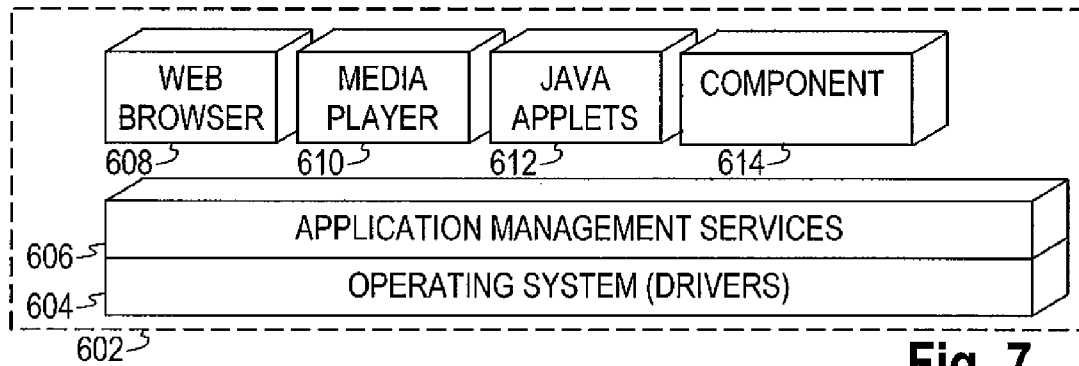 WEB BROWSER
MEDIA PLAYER
JAVA APPLETS
COMPONENT
608
610
612
614
APPLICATION MANAGEMENT SERVICES
606
OPERATING SYSTEM (DRIVERS)
604
602
Fig. 7